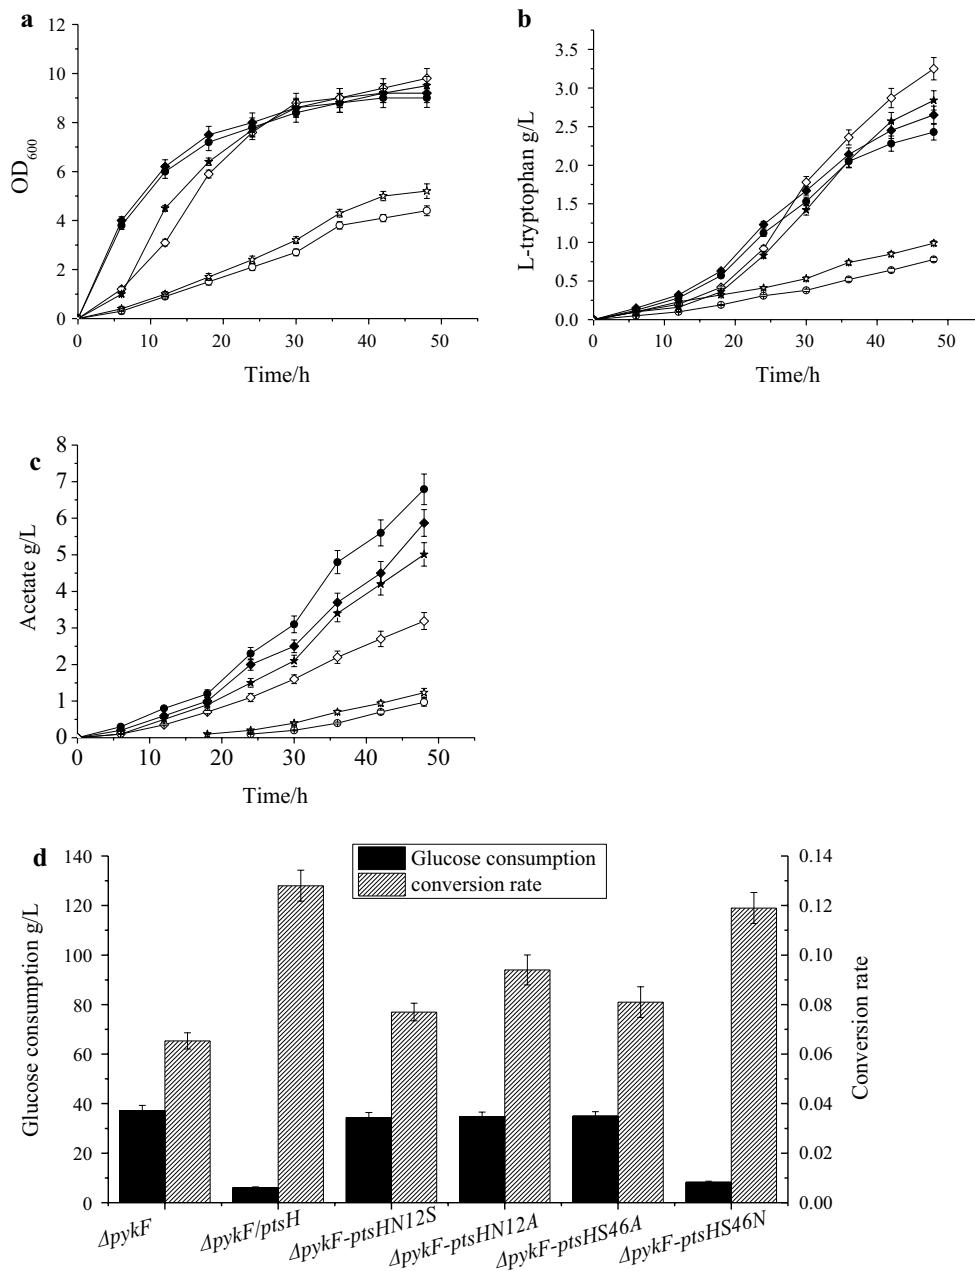 a
12
10
8
6
4
2
0
OD600
0 10 20 30 40 50
Time/h
b
3.5
3.0
2.5
2.0
1.5
1.0
0.5
0.0
L-tryptophan g/L
0 10 20 30 40 50
Time/h
c
8
7
6
5
4
3
2
1
0
Acetate g/L
0 10 20 30 40 50
Time/h
d
Glucose consumption
conversion rate
140
120
100
80
60
40
20
0
Glucose consumption g/L
0.14
0.12
0.10
0.08
0.06
0.04
0.02
0.00
Conversion rate
ΔpykF
ΔpykF/ptsH
ΔpykF-ptsHN12S
ΔpykF-ptsHN12A
ΔpykF-ptsHS46A
ΔpykF-ptsHS46N